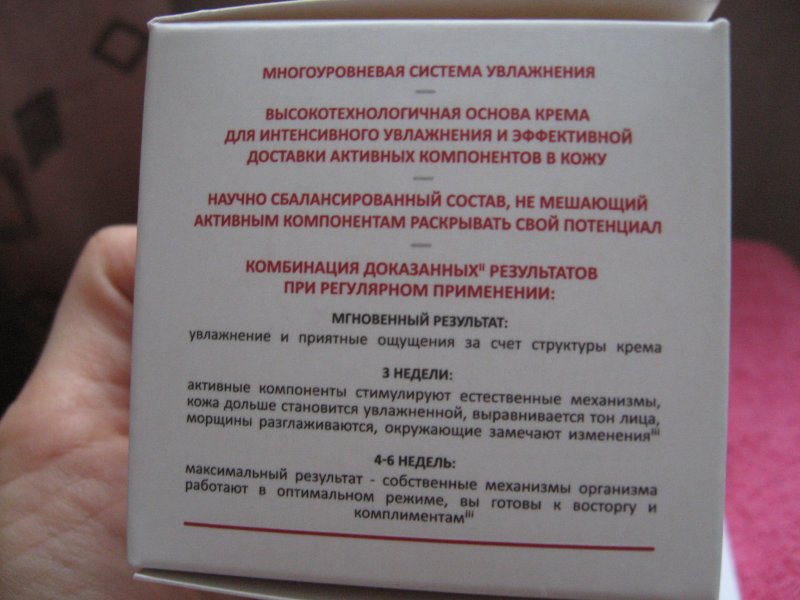 МНОГОУРОВНЕВАЯ СИСТЕМА УВЛАЖНЕНИЯ
ВЫСОКОТЕХНОЛОГИЧНАЯ ОСНОВА КРЕМА
ДЛЯ ИНТЕНСИВНОГО УВЛАЖНЕНИЯ И ЭФФЕКТИВНОЙ
ДОСТАВКИ АКТИВНЫХ КОМПОНЕНТОВ В КОЖУ
НАУЧНО СБАЛАНСИРОВАННЫЙ СОСТАВ, НЕ МЕШАЮЩИЙ
АКТИВНЫМ КОМПОНЕНТАМ РАСКРЫВАТЬ СВОЙ ПОТЕНЦИАЛ
КОМБИНАЦИЯ ДОКАЗАННЫХⁱⁱ РЕЗУЛЬТАТОВ
ПРИ РЕГУЛЯРНОМ ПРИМЕНЕНИИ:
МГНОВЕННЫЙ РЕЗУЛЬТАТ:
увлажнение и приятные ощущения за счет структуры крема
3 НЕДЕЛИ:
активные компоненты стимулируют естественные механизмы,
кожа дольше становится увлажненной, выравнивается тон лица,
морщины разглаживаются, окружающие замечают измененияⁱⁱⁱ
4-6 НЕДЕЛЬ:
максимальный результат - собственные механизмы организма
работают в оптимальном режиме, вы готовы к восторгу и
комплиментамⁱⁱⁱ